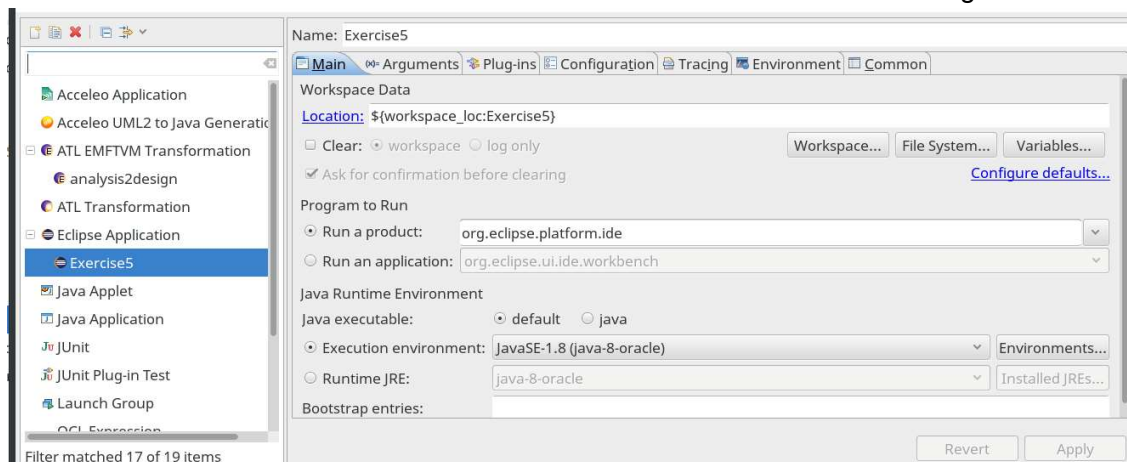 Name: Exercise5
Main
Arguments
Plug-ins
Configuration
Tracing
Environment
Common
Acceleo Application
Acceleo UML2 to Java Generatio
ATL EMFTVM Transformation
analysis2design
ATL Transformation
Eclipse Application
Exercise5
Java Applet
Java Application
JUnit
JUnit Plug-in Test
Launch Group
OCL Expression
Filter matched 17 of 19 items
Workspace Data
Location: ${workspace_loc:Exercise5}
Clear: workspace log only
Workspace... File System... Variables...
Ask for confirmation before clearing
Configure defaults...
Program to Run
Run a product: org.eclipse.platform.ide
Run an application: org.eclipse.ui.ide.workbench
Java Runtime Environment
Java executable: default java
Execution environment: JavaSE-1.8 (java-8-oracle) Environments...
Runtime JRE: java-8-oracle Installed JREs...
Bootstrap entries:
Revert Apply